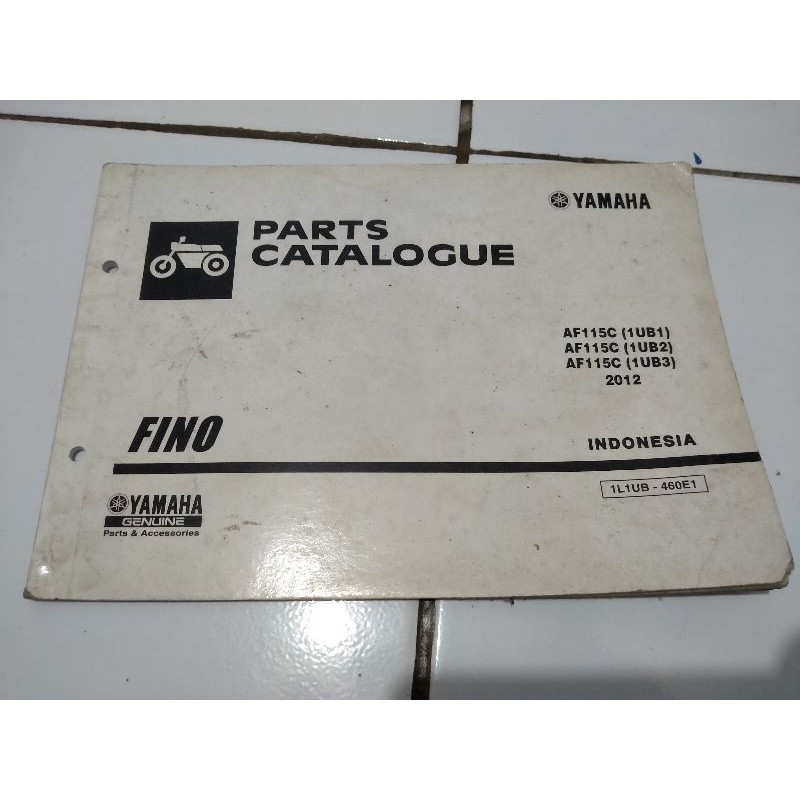 YAMAHA
PARTS
CATALOGUE
AF115C (1UB1)
AF115C (1UB2)
AF115C (1UB3)
2012
FINO
INDONESIA
1L1UB - 460E1
YAMAHA
GENUINE
Parts & Accessories